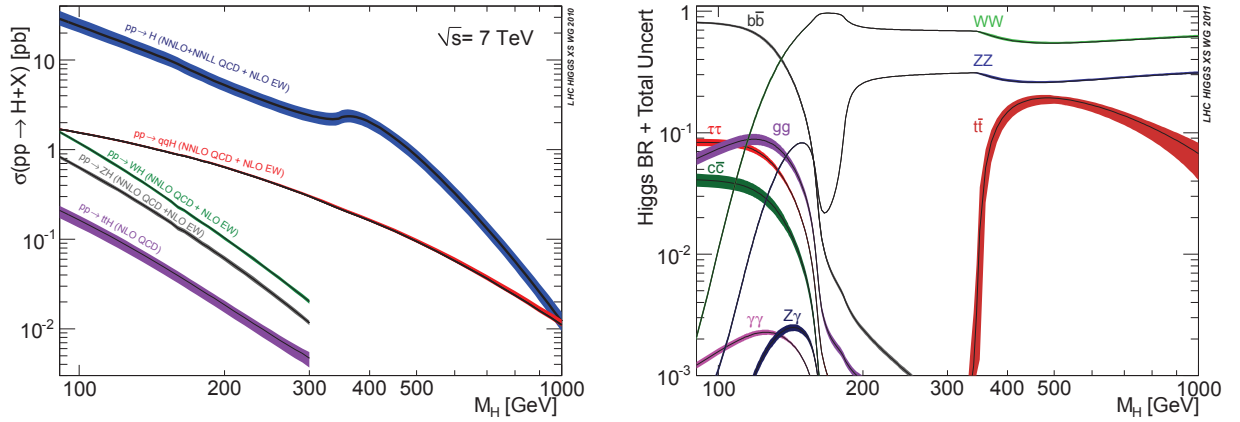 σ(pp → H+X) [pb]
10
1
10⁻¹
10⁻²
√s= 7 TeV
LHC HIGGS XS WG 2010
pp→ H (NNLO+NNLL QCD + NLO EW)
pp→ qqH (NNLO QCD + NLO EW)
pp→ WH (NNLO QCD + NLO EW)
pp→ ZH (NNLO QCD +NLO EW)
pp→ ttH (NLO QCD)
100 200 300 400 500 1000
M_H [GeV]
Higgs BR + Total Uncert
1
10⁻¹
10⁻²
10⁻³
LHC HIGGS XS WG 2011
bb̄
WW
ZZ
ττ
gg
tt̄
cc̄
γγ
Zγ
100 200 300 500 1000
M_H [GeV]